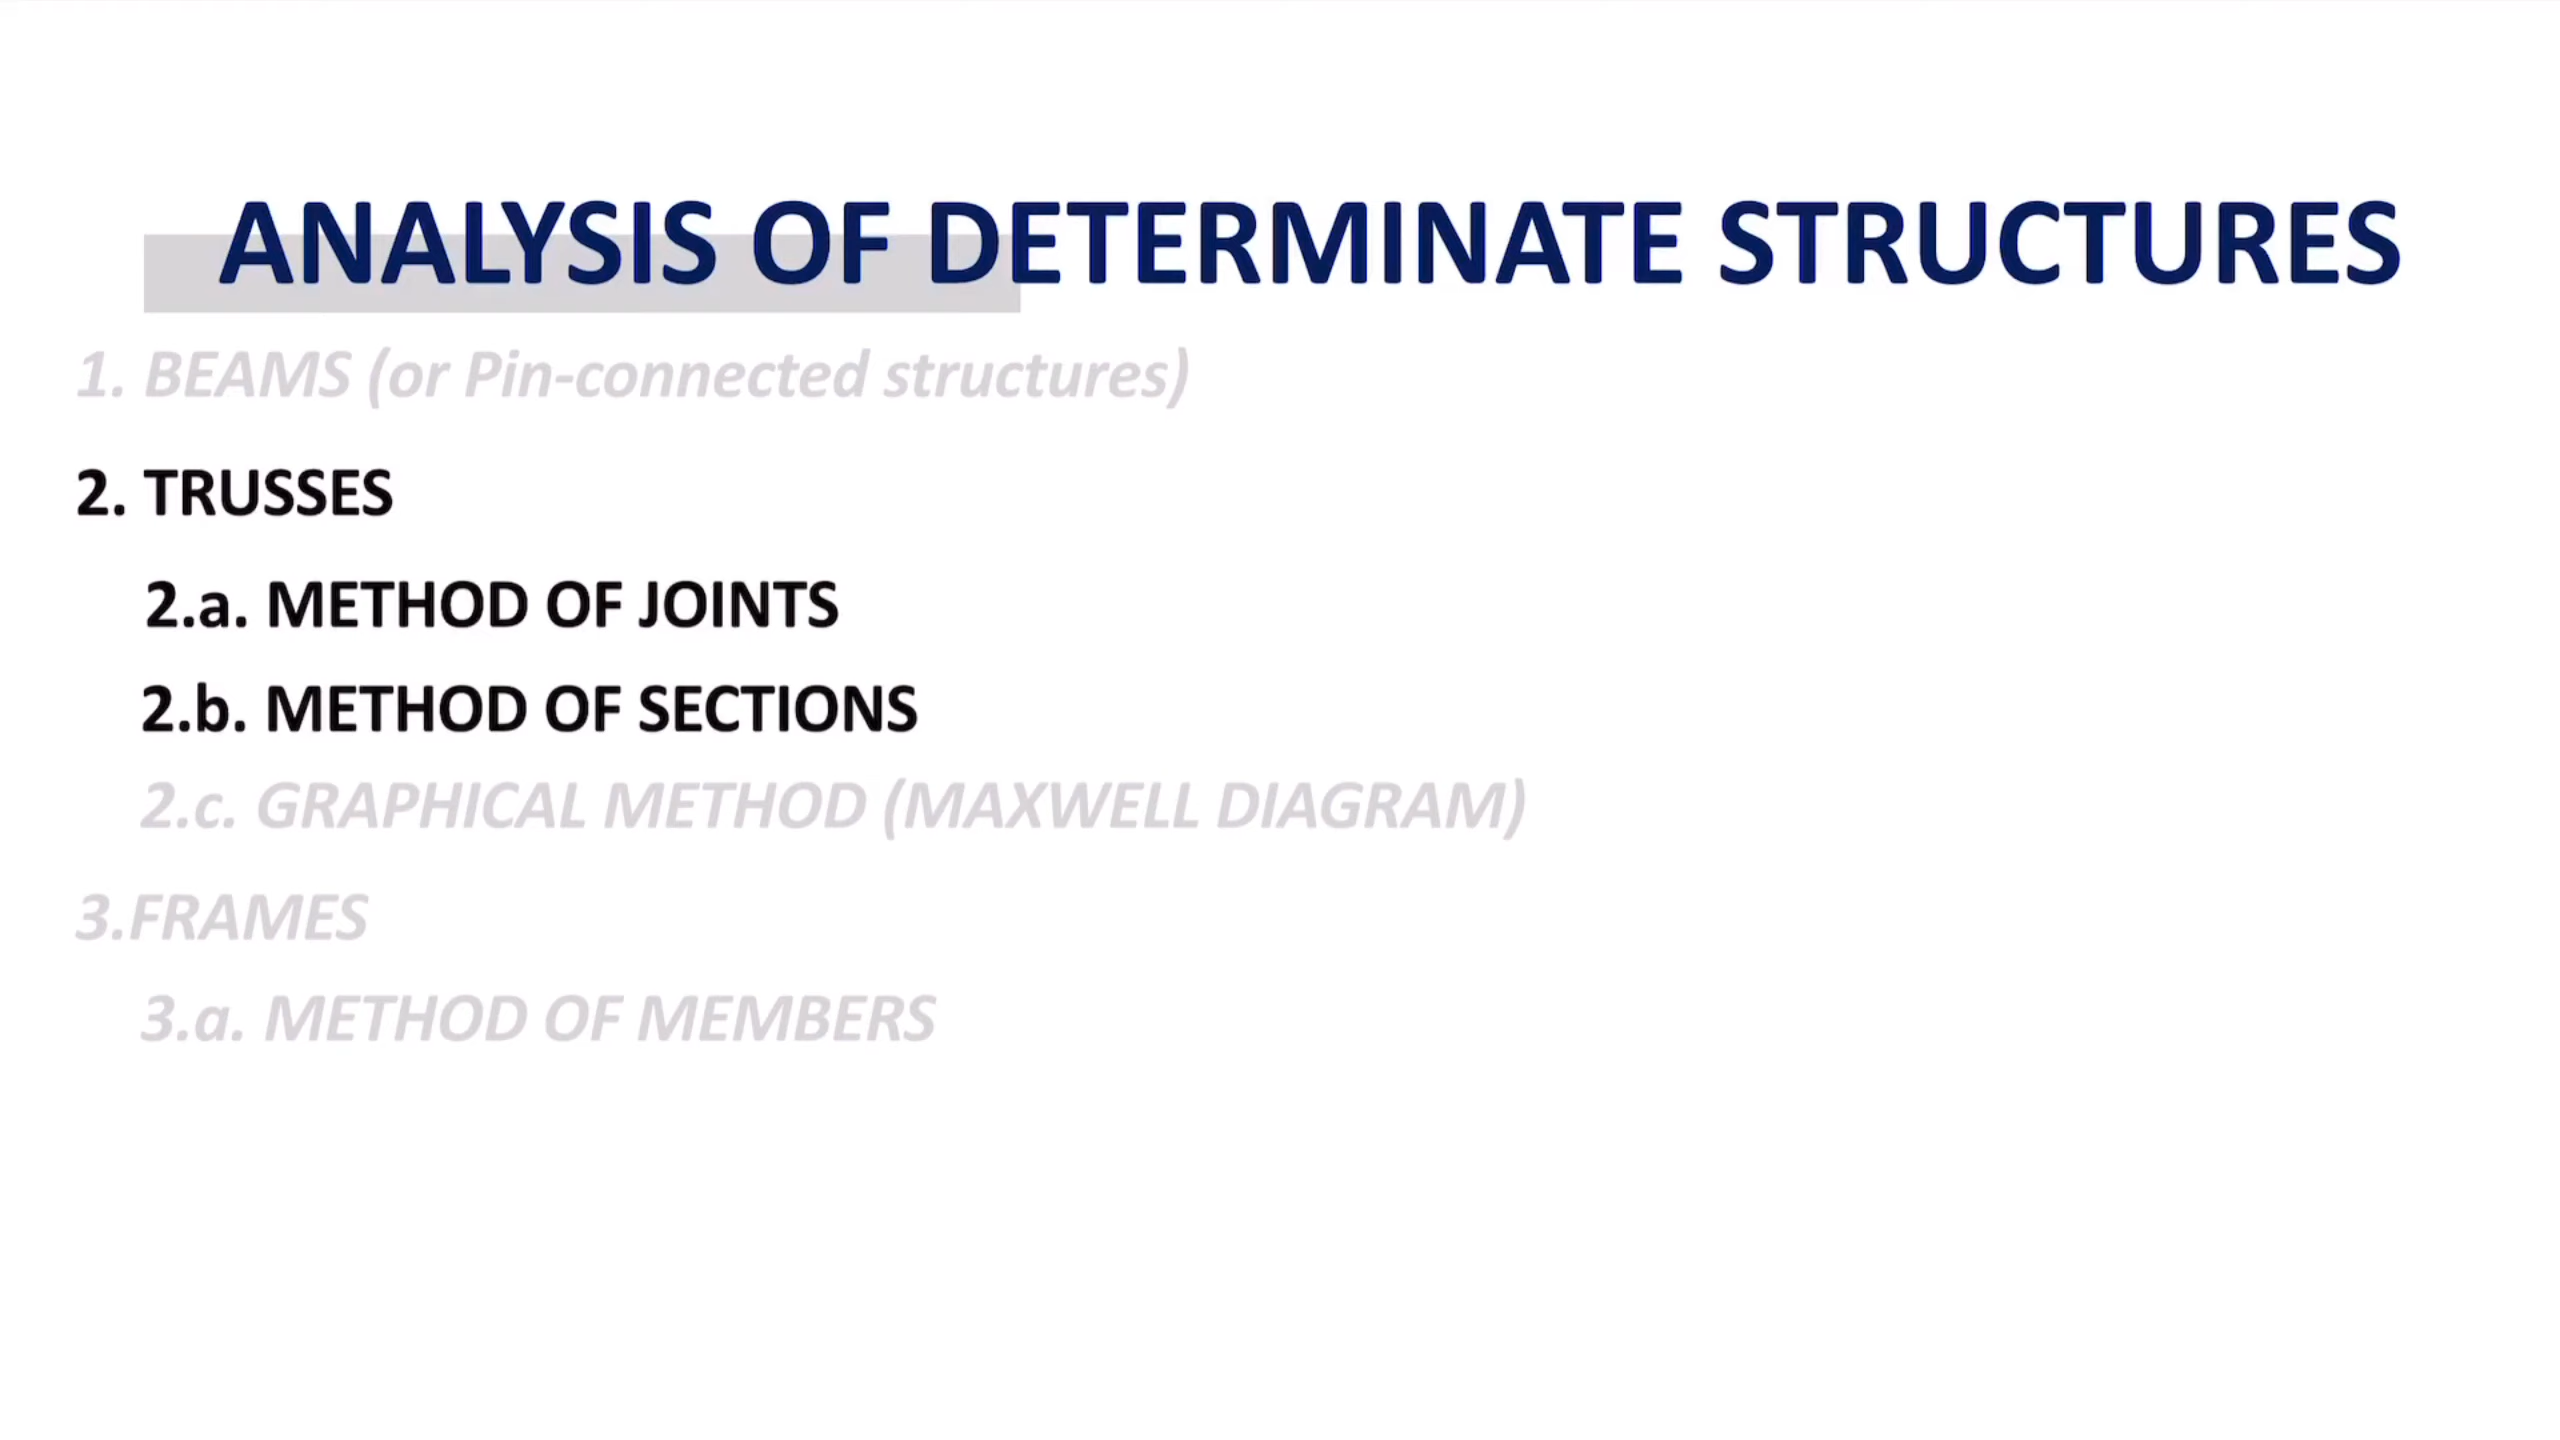 ANALYSIS OF DETERMINATE STRUCTURES
1. BEAMS (or Pin-connected structures)
2. TRUSSES
2.a. METHOD OF JOINTS
2.b. METHOD OF SECTIONS
2.c. GRAPHICAL METHOD (MAXWELL DIAGRAM)
3.FRAMES
3.a. METHOD OF MEMBERS